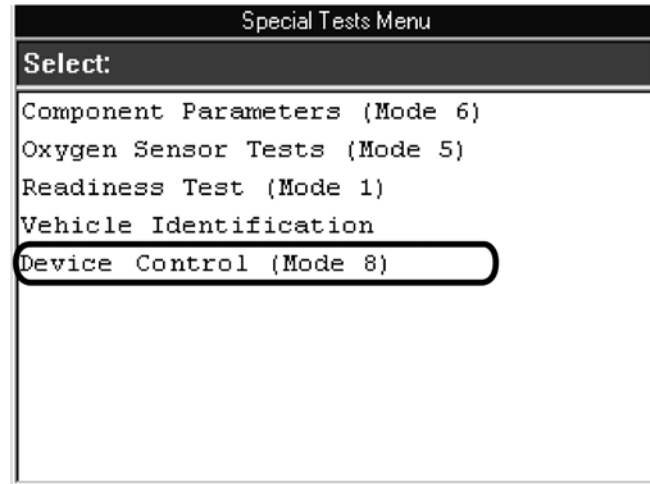 Special Tests Menu
Select:
Component Parameters (Mode 6)
Oxygen Sensor Tests (Mode 5)
Readiness Test (Mode 1)
Vehicle Identification
Device Control (Mode 8)